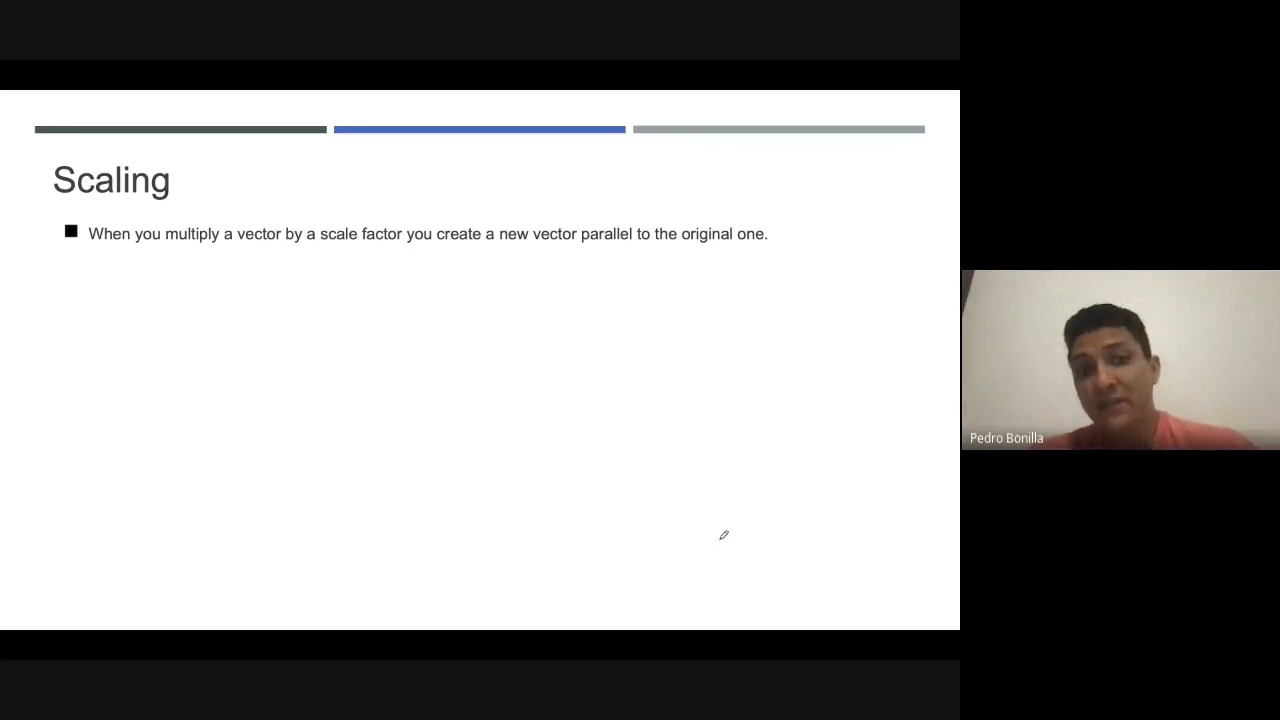 Scaling
When you multiply a vector by a scale factor you create a new vector parallel to the original one.
Pedro Bonilla